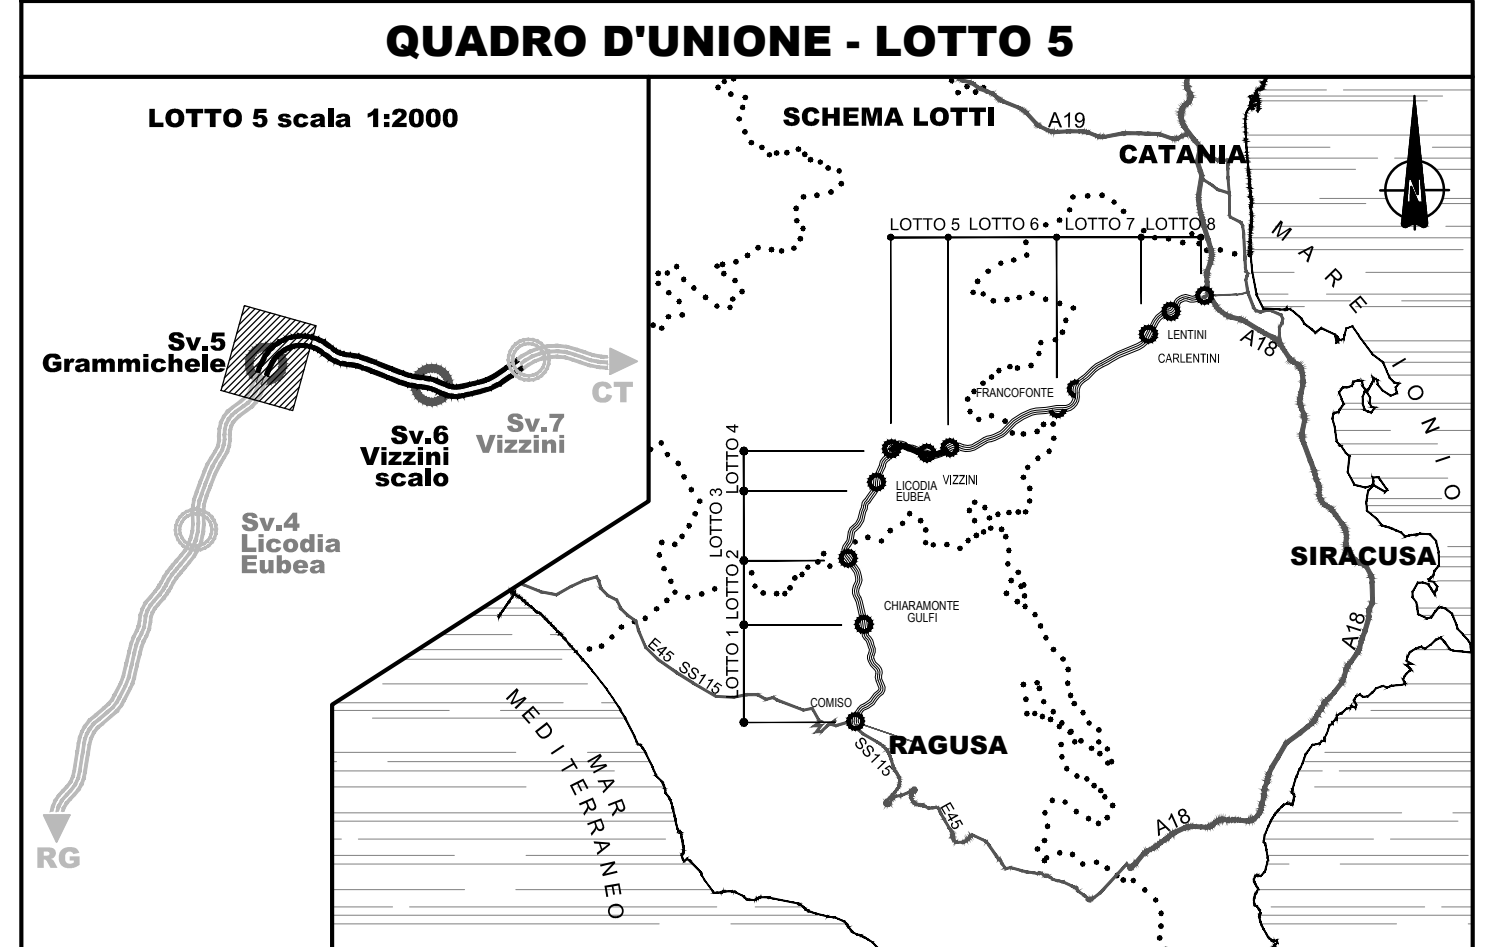 QUADRO D'UNIONE - LOTTO 5
LOTTO 5 scala 1:2000
Sv.5
Grammichele
Sv.6
Vizzini
scalo
Sv.7
Vizzini
CT
Sv.4
Licodia
Eubea
RG
SCHEMA LOTTI
A19
CATANIA
N
LOTTO 5
LOTTO 6
LOTTO 7
LOTTO 8
MARE
IONIO
LENTINI
CARLENTINI
A18
FRANCOFONTE
LOTTO 4
LOTTO 3
LOTTO 2
LOTTO 1
VIZZINI
LICODIA
EUBEA
SIRACUSA
CHIARAMONTE
GULFI
A18
E45 SS115
COMISO
RAGUSA
SS115
E45
A18
MAR
MEDITERRANEO